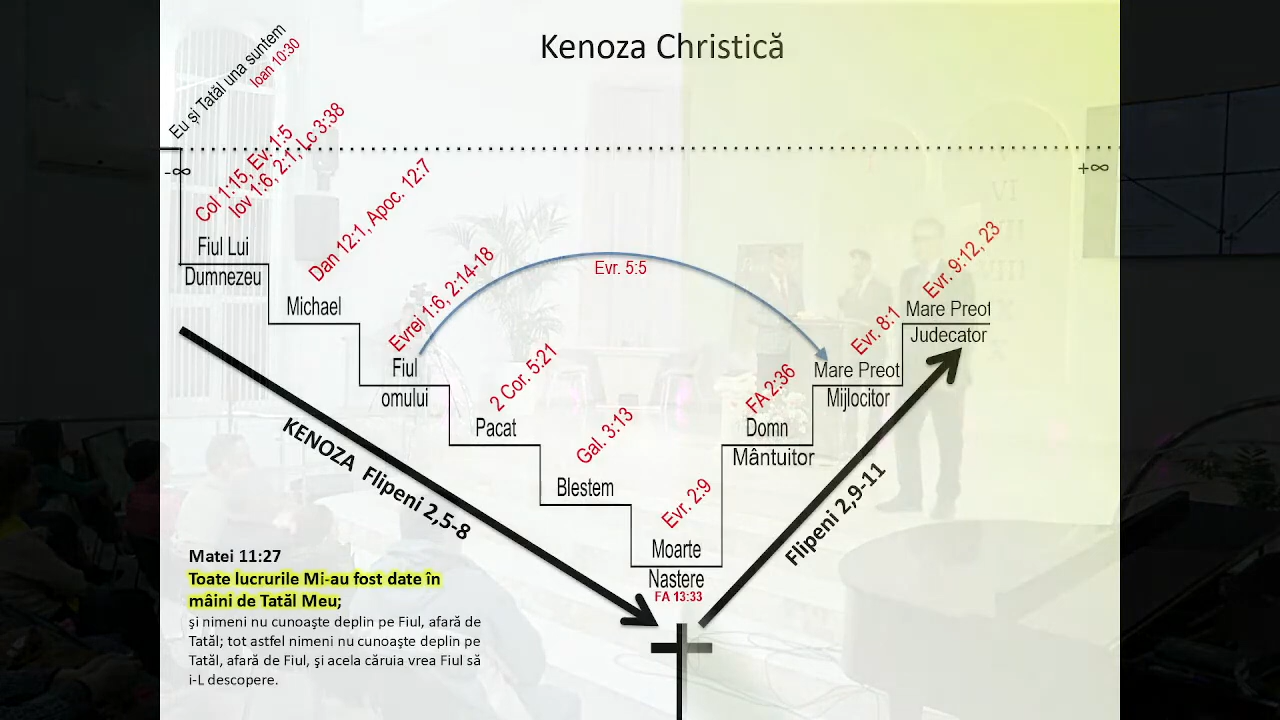 Kenoza Christică
Eu și Tatăl una suntem
Ioan 10:30
-∞
+∞
Col 1:15, Ev. 1:5
Iov 1:6, 2:1, Lc 3:38
Fiul Lui
Dumnezeu
Dan 12:1, Apoc. 12:7
Michael
Evrei 1:6, 2:14-18
Fiul
omului
Evr. 5:5
2 Cor. 5:21
Pacat
Gal. 3:13
Blestem
Evr. 2:9
Moarte
Nastere
FA 13:33
FA 2:36
Domn
Mântuitor
Evr. 8:1
Mare Preot
Mijlocitor
Evr. 9:12, 23
Mare Preot
Judecator
KENOZA Flipeni 2,5-8
Flipeni 2,9-11
Matei 11:27
Toate lucrurile Mi-au fost date în
mâini de Tatăl Meu;
şi nimeni nu cunoaşte deplin pe Fiul, afară de
Tatăl; tot astfel nimeni nu cunoaşte deplin pe
Tatăl, afară de Fiul, şi acela căruia vrea Fiul să
i-L descopere.